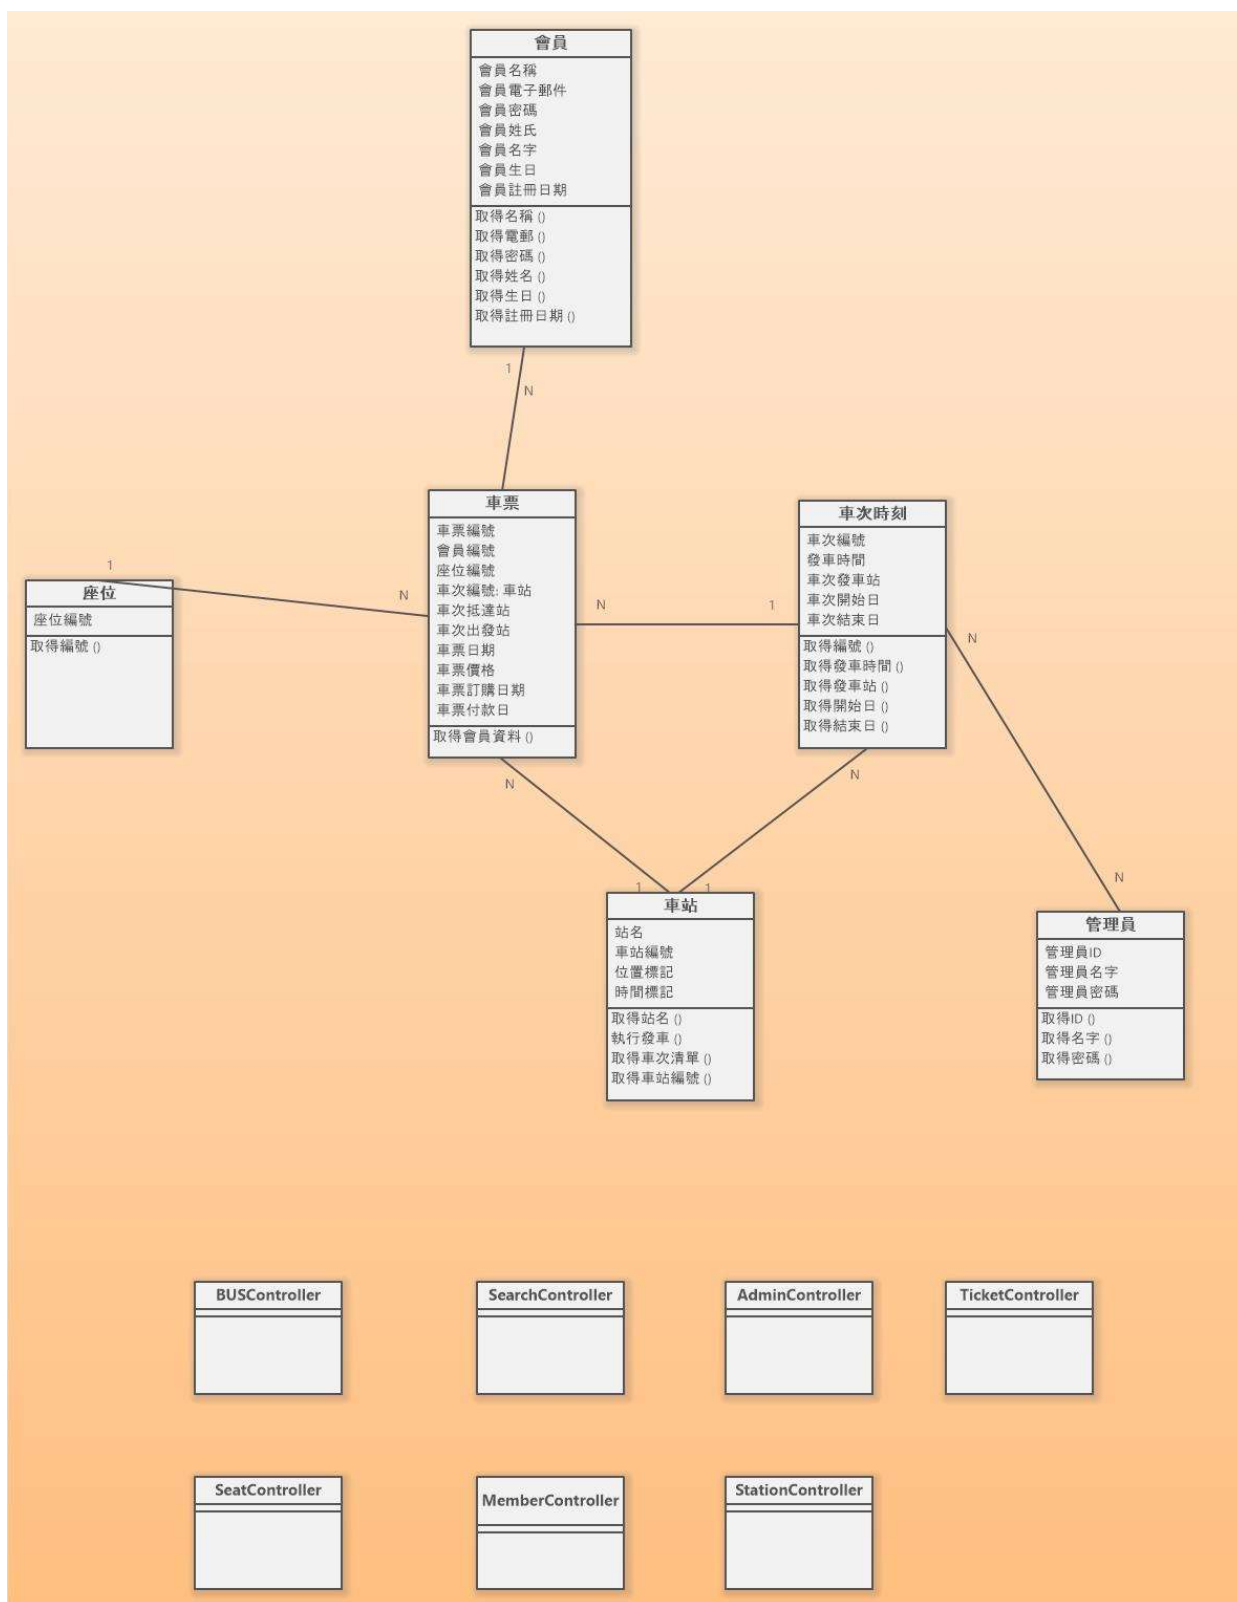 會員
會員名稱
會員電子郵件
會員密碼
會員姓氏
會員名字
會員生日
會員註冊日期
取得名稱 ()
取得電郵 ()
取得密碼 ()
取得姓名 ()
取得生日 ()
取得註冊日期 ()
1
N
車票
車票編號
會員編號
座位編號
車次編號: 車站
車次抵達站
車次出發站
車票日期
車票價格
車票訂購日期
車票付款日
取得會員資料 ()
車次時刻
車次編號
發車時間
車次發車站
車次開始日
車次結束日
取得編號 ()
取得發車時間 ()
取得發車站 ()
取得開始日 ()
取得結束日 ()
1
N
座位
座位編號
取得編號 ()
N
1
N
N
N
N
1
1
車站
站名
車站編號
位置標記
時間標記
取得站名 ()
執行發車 ()
取得車次清單 ()
取得車站編號 ()
管理員
管理員ID
管理員名字
管理員密碼
取得ID ()
取得名字 ()
取得密碼 ()
BUSController
SearchController
AdminController
TicketController
SeatController
MemberController
StationController